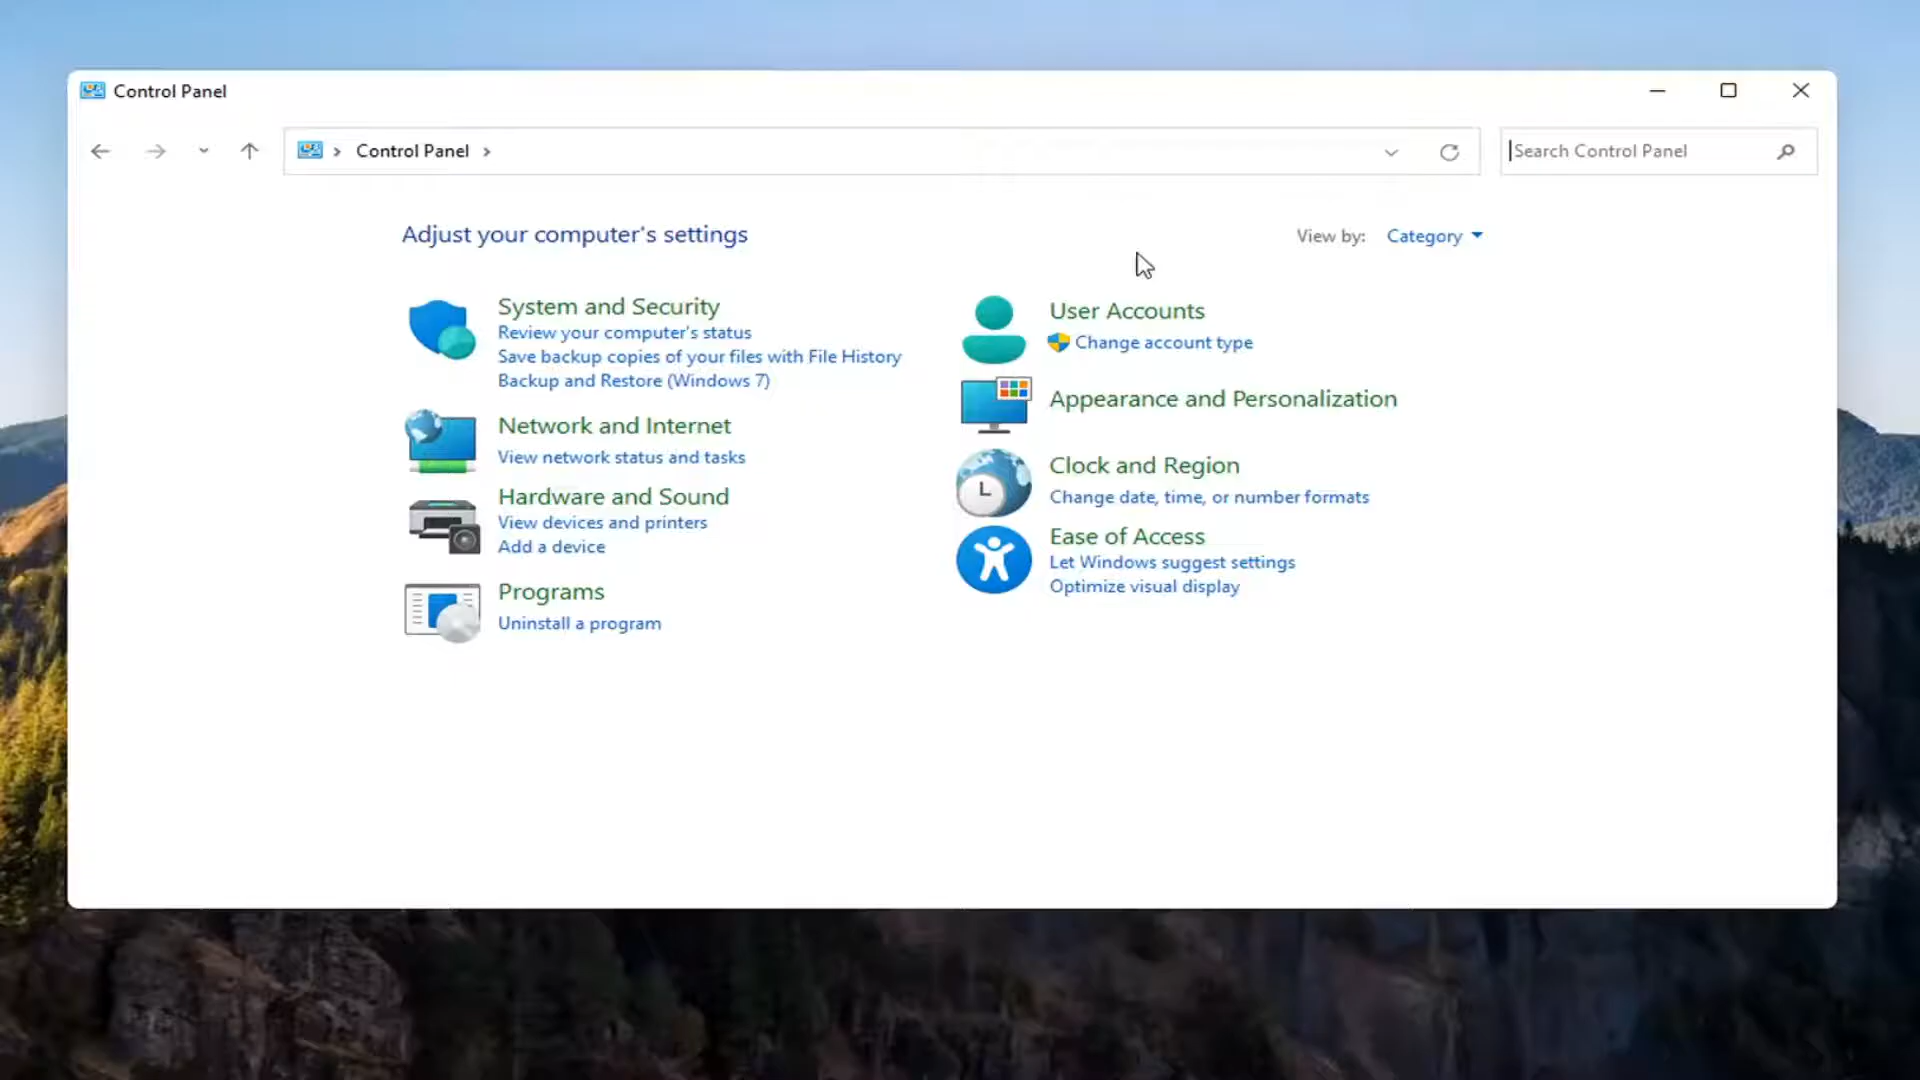 Control Panel
Control Panel
Search Control Panel
Adjust your computer's settings
View by: Category
System and Security
Review your computer's status
Save backup copies of your files with File History
Backup and Restore (Windows 7)
Network and Internet
View network status and tasks
Hardware and Sound
View devices and printers
Add a device
Programs
Uninstall a program
User Accounts
Change account type
Appearance and Personalization
Clock and Region
Change date, time, or number formats
Ease of Access
Let Windows suggest settings
Optimize visual display